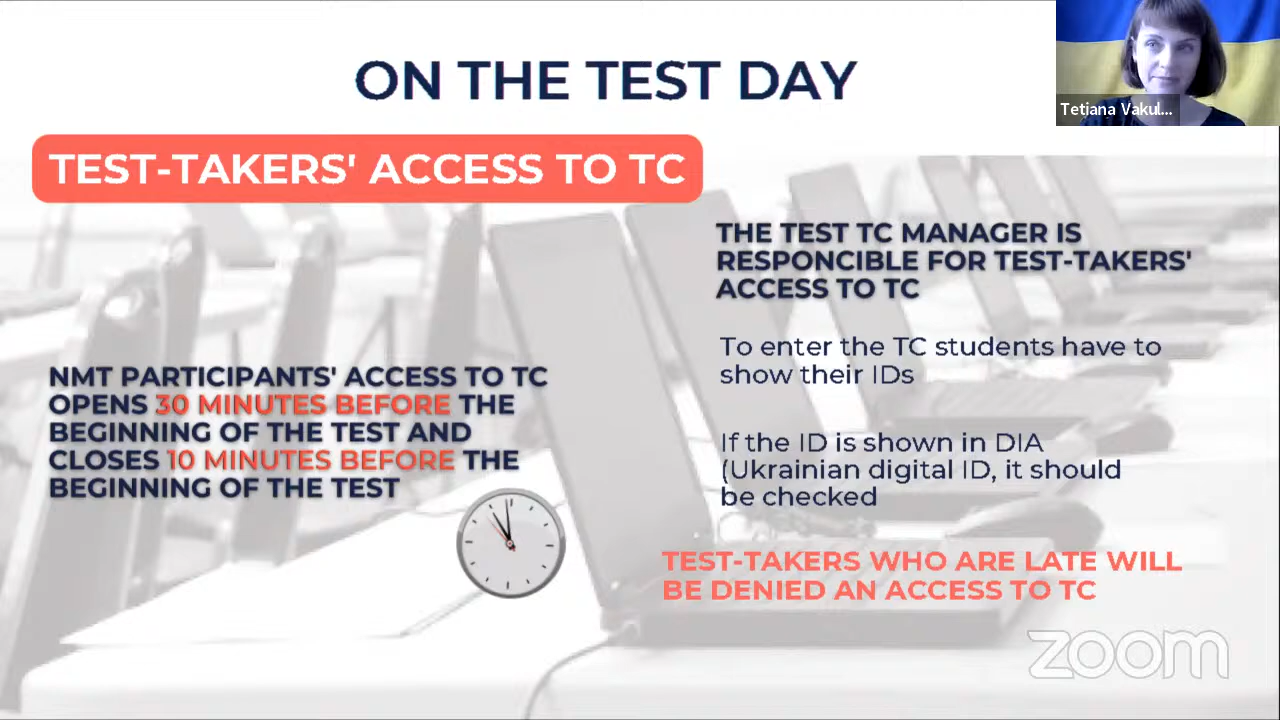 ON THE TEST DAY
Tetiana Vakul...
TEST-TAKERS' ACCESS TO TC
NMT PARTICIPANTS' ACCESS TO TC
OPENS 30 MINUTES BEFORE THE
BEGINNING OF THE TEST AND
CLOSES 10 MINUTES BEFORE THE
BEGINNING OF THE TEST
THE TEST TC MANAGER IS
RESPONCIBLE FOR TEST-TAKERS'
ACCESS TO TC
To enter the TC students have to
show their IDs
If the ID is shown in DIA
(Ukrainian digital ID, it should
be checked
TEST-TAKERS WHO ARE LATE WILL
BE DENIED AN ACCESS TO TC
zoom